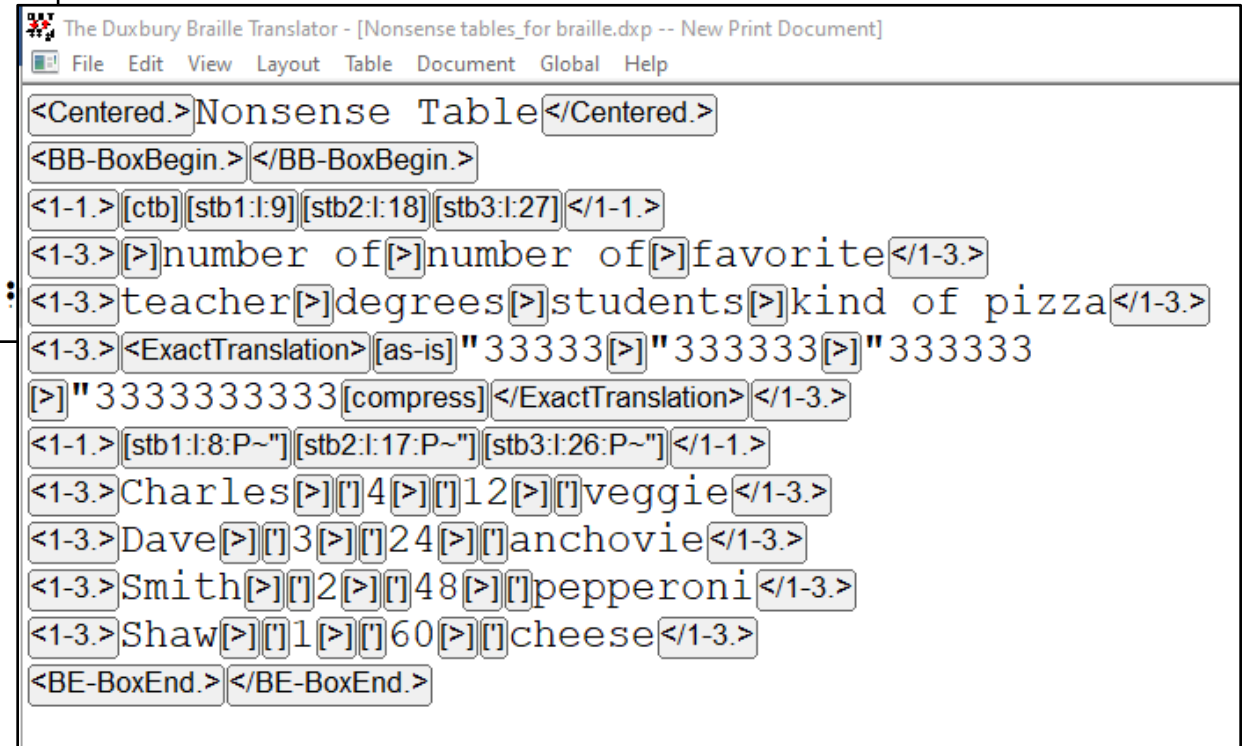 The Duxbury Braille Translator - [Nonsense tables_for braille.dxp -- New Print Document]
File Edit View Layout Table Document Global Help
<Centered.>Nonsense Table</Centered.>
<BB-BoxBegin.></BB-BoxBegin.>
<1-1.>[ctb][stb1:l:9][stb2:l:18][stb3:l:27]</1-1.>
<1-3.>[>]number of[>]number of[>]favorite</1-3.>
<1-3.>teacher[>]degrees[>]students[>]kind of pizza</1-3.>
<1-3.><ExactTranslation>[as-is]"33333[>]"333333[>]"333333
[>]"3333333333[compress]</ExactTranslation></1-3.>
<1-1.>[stb1:l:8:P~"][stb2:l:17:P~"][stb3:l:26:P~"]</1-1.>
<1-3.>Charles[>][']4[>][']12[>][']veggie</1-3.>
<1-3.>Dave[>][']3[>][']24[>][']anchovie</1-3.>
<1-3.>Smith[>][']2[>][']48[>][']pepperoni</1-3.>
<1-3.>Shaw[>][']1[>][']60[>][']cheese</1-3.>
<BE-BoxEnd.></BE-BoxEnd.>